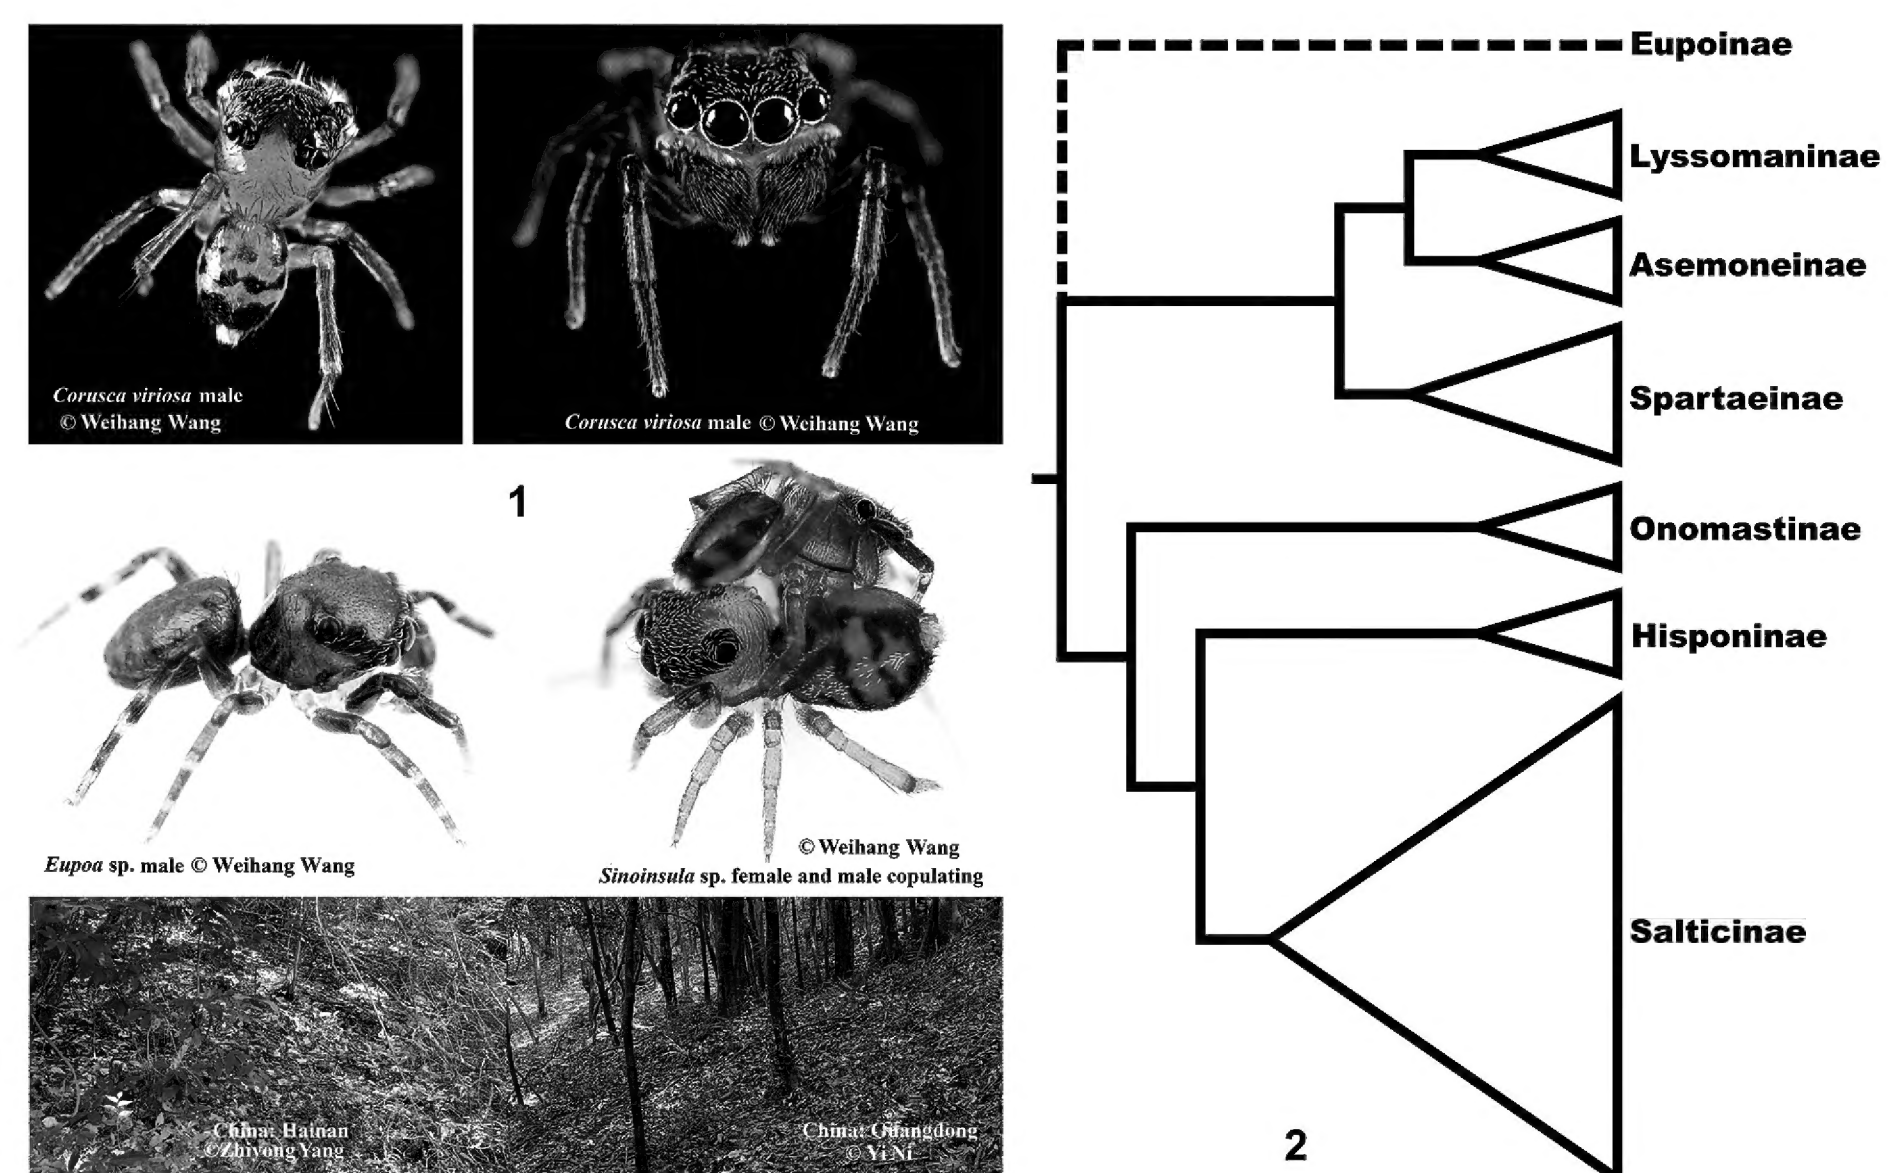 Corusca viriosa male
© Weihang Wang
Corusca viriosa male © Weihang Wang
1
Eupoa sp. male © Weihang Wang
© Weihang Wang
Sinoinsula sp. female and male copulating
China: Hainan
©Zhiyong Yang
China: Guangdong
© Yi Ni
Eupoinae
Lyssomaninae
Asemoneinae
Spartaeinae
Onomastinae
Hisponinae
Salticinae
2